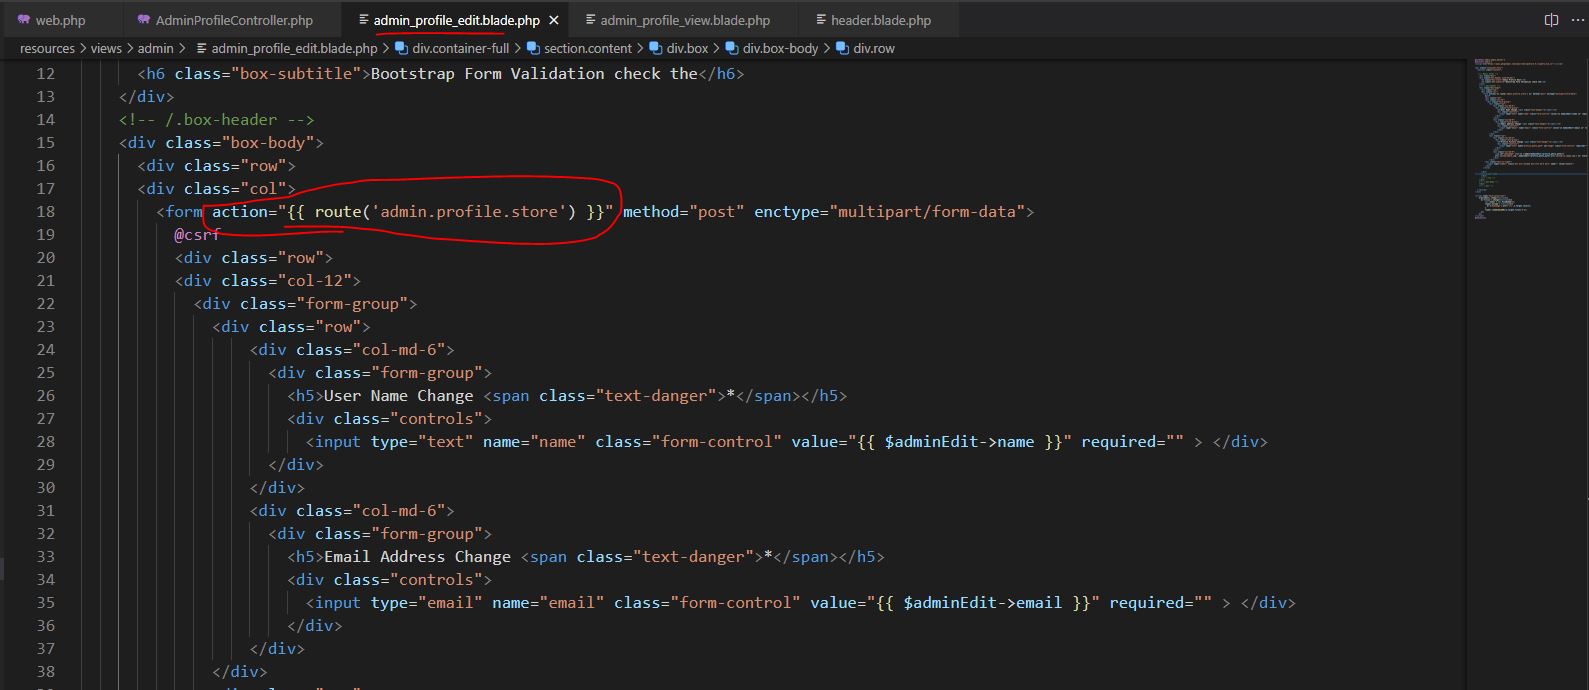 web.php AdminProfileController.php admin_profile_edit.blade.php admin_profile_view.blade.php header.blade.php
resources > views > admin > admin_profile_edit.blade.php > div.container-full > section.content > div.box > div.box-body > div.row
12 <h6 class="box-subtitle">Bootstrap Form Validation check the</h6>
13 </div>
14 <!-- /.box-header -->
15 <div class="box-body">
16 <div class="row">
17 <div class="col">
18 <form action="{{ route('admin.profile.store') }}" method="post" enctype="multipart/form-data">
19 @csrf
20 <div class="row">
21 <div class="col-12">
22 <div class="form-group">
23 <div class="row">
24 <div class="col-md-6">
25 <div class="form-group">
26 <h5>User Name Change <span class="text-danger">*</span></h5>
27 <div class="controls">
28 <input type="text" name="name" class="form-control" value="{{ $adminEdit->name }}" required="" > </div>
29 </div>
30 </div>
31 <div class="col-md-6">
32 <div class="form-group">
33 <h5>Email Address Change <span class="text-danger">*</span></h5>
34 <div class="controls">
35 <input type="email" name="email" class="form-control" value="{{ $adminEdit->email }}" required="" > </div>
36 </div>
37 </div>
38 </div>